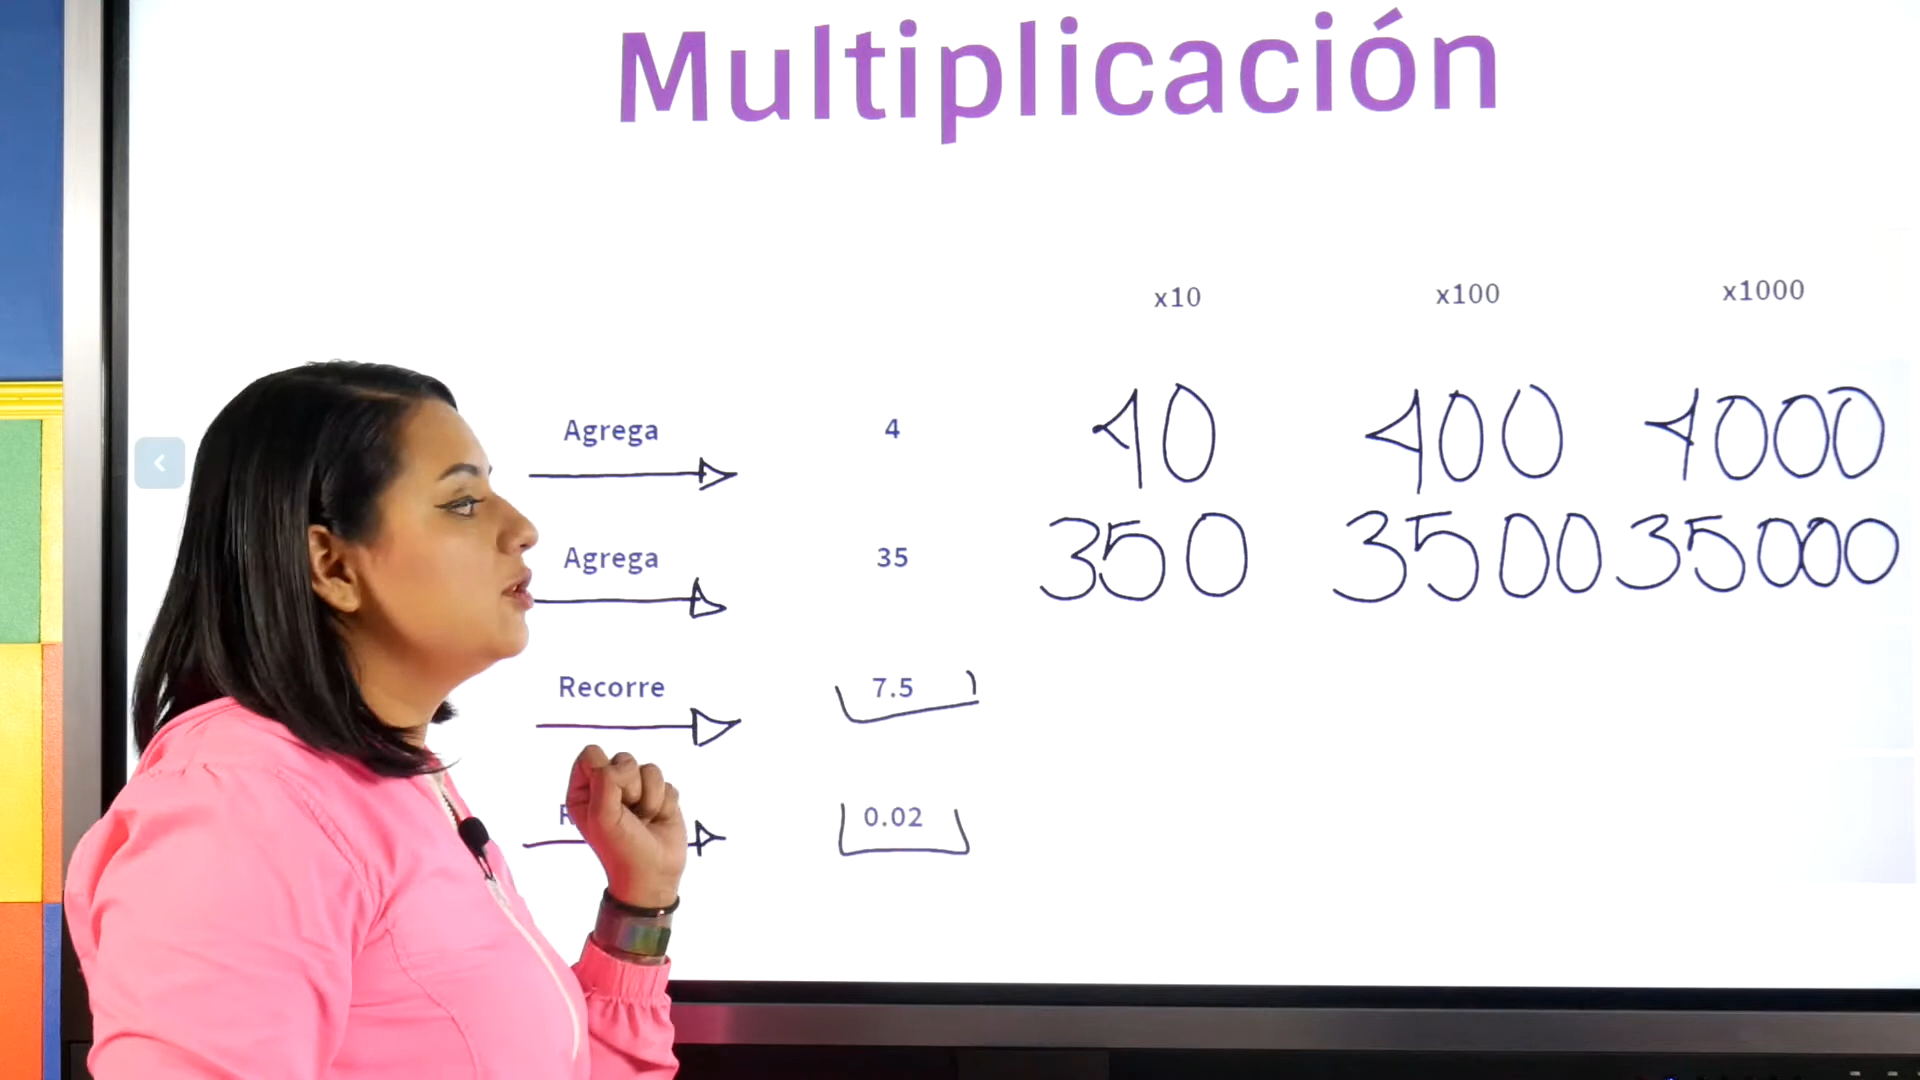 Multiplicación
x10 x100 x1000
Agrega 4 40 400 4000
Agrega 35 350 3500 35000
Recorre 7.5
0.02